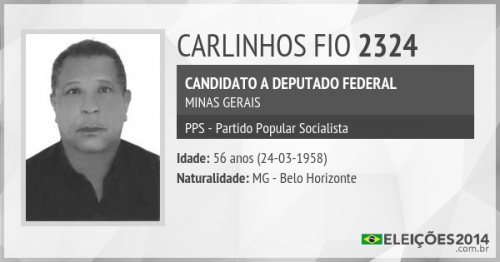 CARLINHOS FIO 2324
CANDIDATO A DEPUTADO FEDERAL
MINAS GERAIS
PPS - Partido Popular Socialista
Idade: 56 anos (24-03-1958)
Naturalidade: MG - Belo Horizonte
ELEIÇÕES2014
.com.br